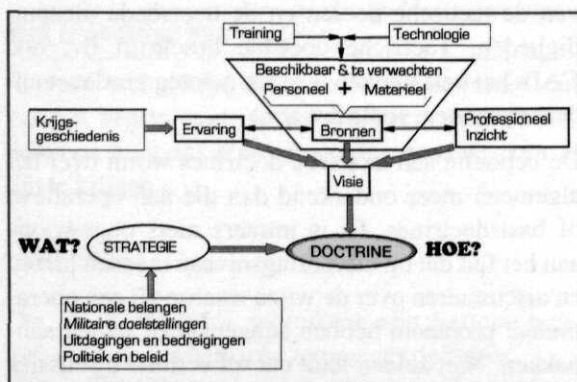 Training
Technologie
Beschikbaar & te verwachten
Personeel + Materieel
Krijgs-
geschiedenis
Ervaring
Bronnen
Professioneel
Inzicht
Visie
WAT?
STRATEGIE
DOCTRINE
HOE?
Nationale belangen
Militaire doelstellingen
Uitdagingen en bedreigingen
Politiek en beleid